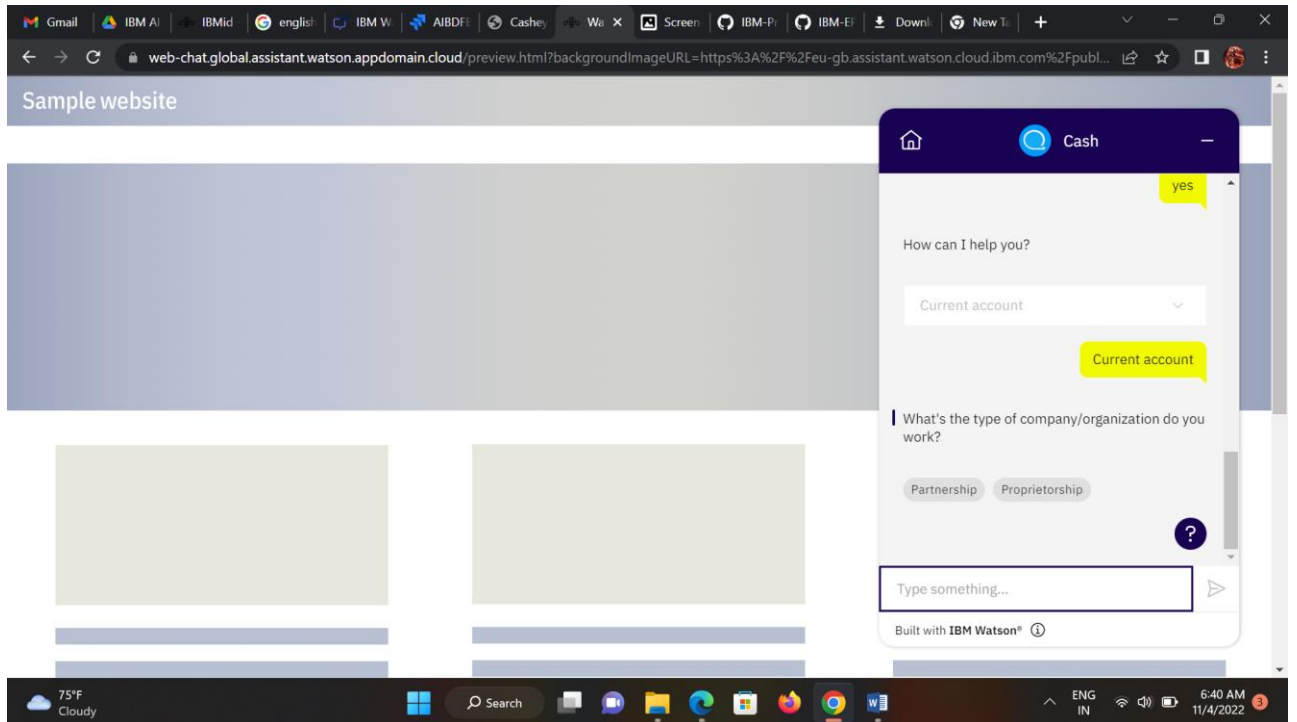 Gmail
IBM AI
IBMid
english
IBM W
AIBDFE
Cashey
Wa
Screen
IBM-Pr
IBM-EF
Downl
New Ta
web-chat.global.assistant.watson.appdomain.cloud/preview.html?backgroundImageURL=https%3A%2F%2Feu-gb.assistant.watson.cloud.ibm.com%2Fpubl...
Sample website
Cash
yes
How can I help you?
Current account
Current account
What's the type of company/organization do you
work?
Partnership Proprietorship
?
Type something...
Built with IBM Watson®
75°F
Cloudy
Search
ENG
IN
6:40 AM
11/4/2022
3